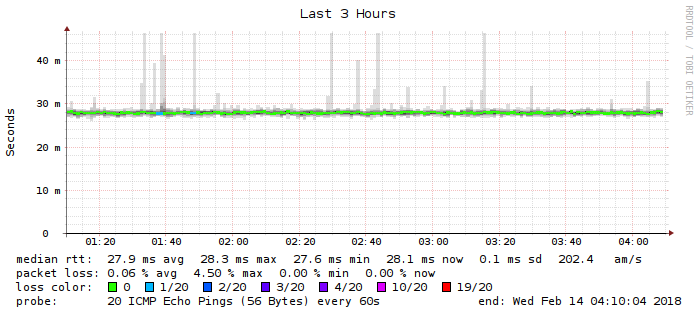 Last 3 Hours
RRDTOOL / TOBI OETIKER
Seconds
40 m
30 m
20 m
10 m
0
01:20 01:40 02:00 02:20 02:40 03:00 03:20 03:40 04:00
median rtt: 27.9 ms avg 28.3 ms max 27.6 ms min 28.1 ms now 0.1 ms sd 202.4 am/s
packet loss: 0.06 % avg 4.50 % max 0.00 % min 0.00 % now
loss color: 0 1/20 2/20 3/20 4/20 10/20 19/20
probe: 20 ICMP Echo Pings (56 Bytes) every 60s end: Wed Feb 14 04:10:04 2018